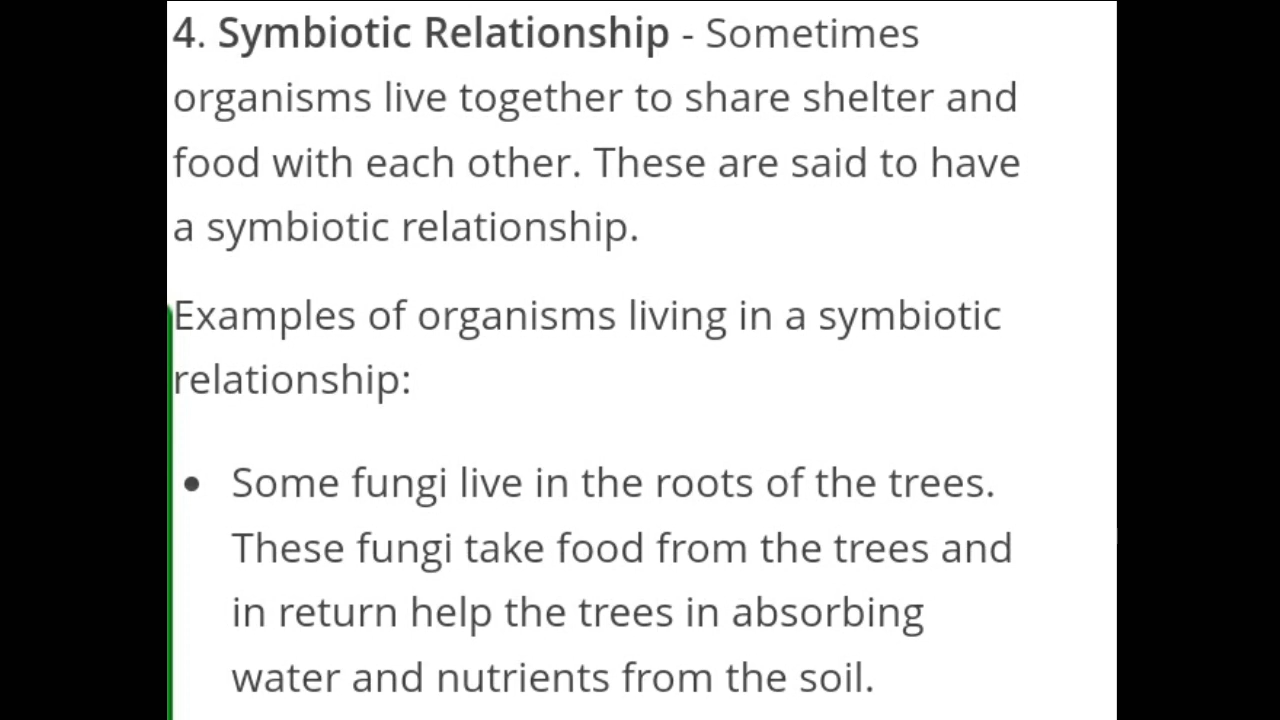 4. Symbiotic Relationship - Sometimes
organisms live together to share shelter and
food with each other. These are said to have
a symbiotic relationship.
Examples of organisms living in a symbiotic
relationship:
• Some fungi live in the roots of the trees.
These fungi take food from the trees and
in return help the trees in absorbing
water and nutrients from the soil.